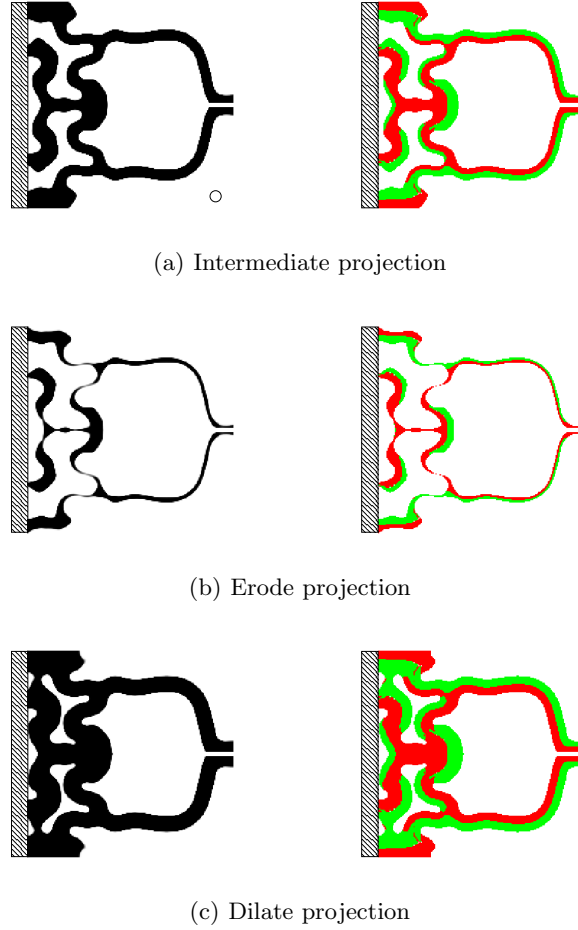 (a) Intermediate projection
(b) Erode projection
(c) Dilate projection